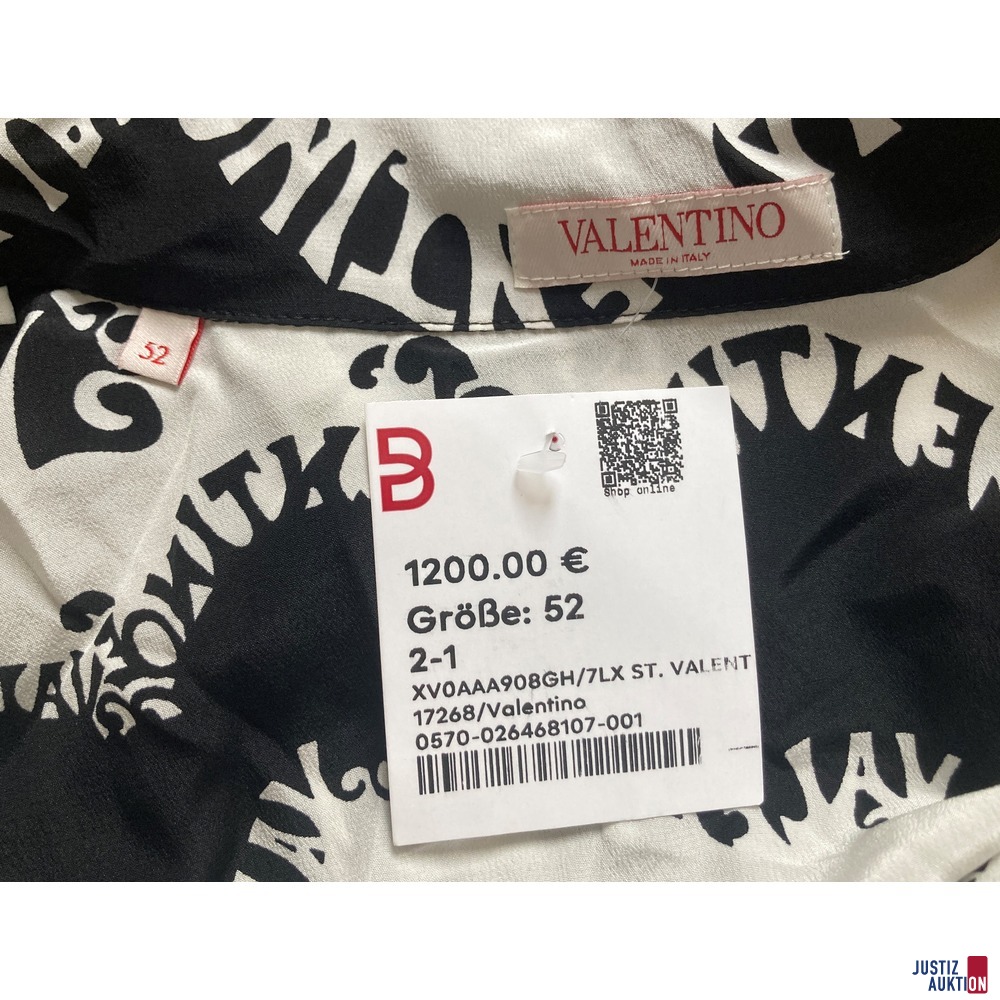 VALENTINO
MADE IN ITALY
52
Shop online
1200.00 €
Größe: 52
2-1
XV0AAA908GH/7LX ST. VALENT
17268/Valentino
0570-026468107-001
JUSTIZ
AUKTION